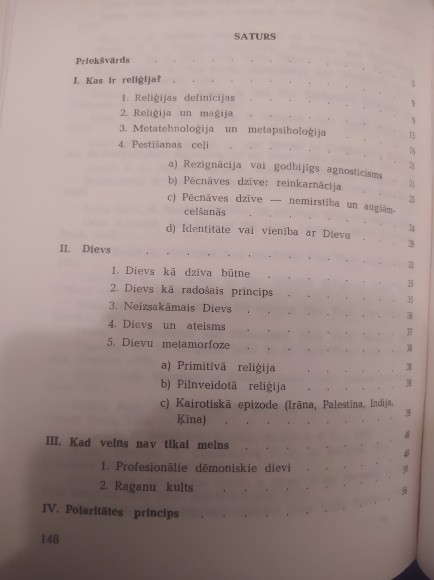 SATURS
Priekšvārds
I. Kas ir reliģija?
1. Reliģijas definīcijas
2. Reliģija un maģija
3. Metatehnoloģija un metapsiholoģija
4. Pestīšanas ceļi
a) Rezignācija vai godbijīgs agnosticisms
b) Pēcnāves dzīve: reinkarnācija
c) Pēcnāves dzīve — nemirstība un augšām-
celšanās
d) Identitāte vai vienība ar Dievu
II. Dievs
1. Dievs kā dzīva būtne
2. Dievs kā radošais princips
3. Neizsakāmais Dievs
4. Dievs un ateisms
5. Dievu metamorfoze
a) Primitīvā reliģija
b) Pilnveidotā reliģija
c) Kairotiskā epizode (Irāna, Palestīna, Indija,
Ķīna)
III. Kad velns nav tikai melns
1. Profesionālie dēmoniskie dievi
2. Raganu kults
IV. Polaritātes princips
148